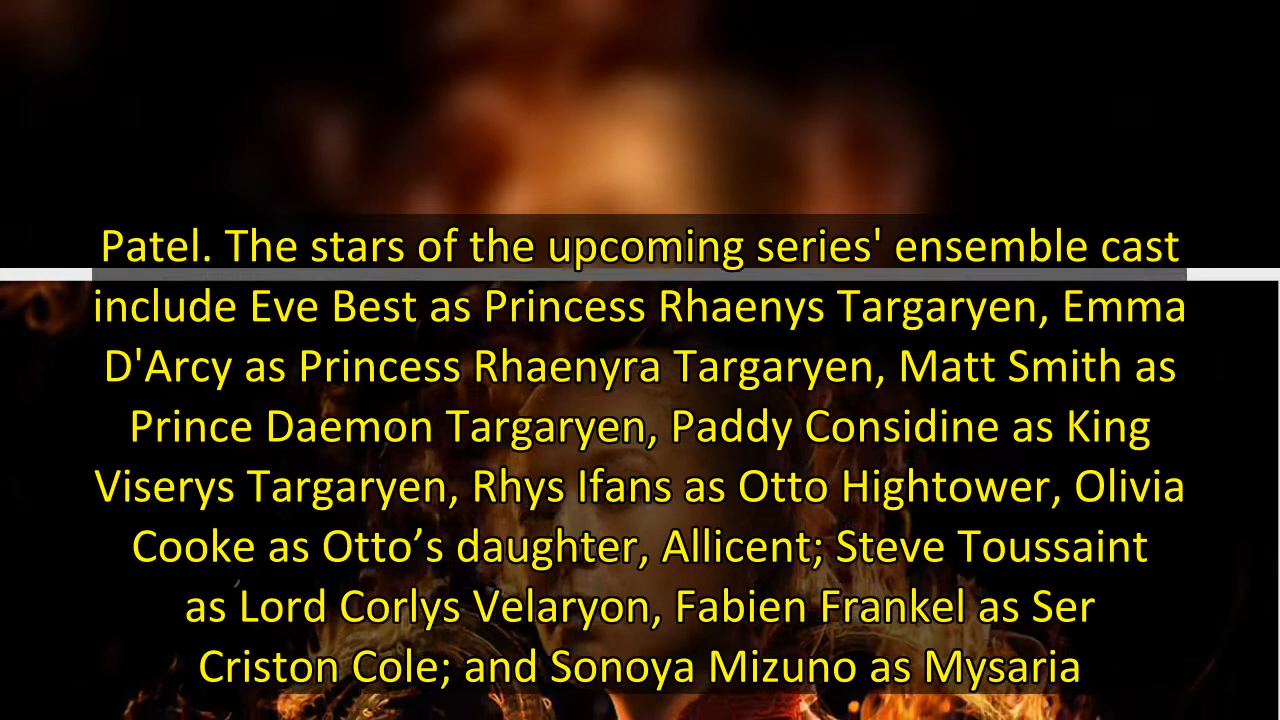 Patel. The stars of the upcoming series' ensemble cast
include Eve Best as Princess Rhaenys Targaryen, Emma
D'Arcy as Princess Rhaenyra Targaryen, Matt Smith as
Prince Daemon Targaryen, Paddy Considine as King
Viserys Targaryen, Rhys Ifans as Otto Hightower, Olivia
Cooke as Otto’s daughter, Allicent; Steve Toussaint
as Lord Corlys Velaryon, Fabien Frankel as Ser
Criston Cole; and Sonoya Mizuno as Mysaria